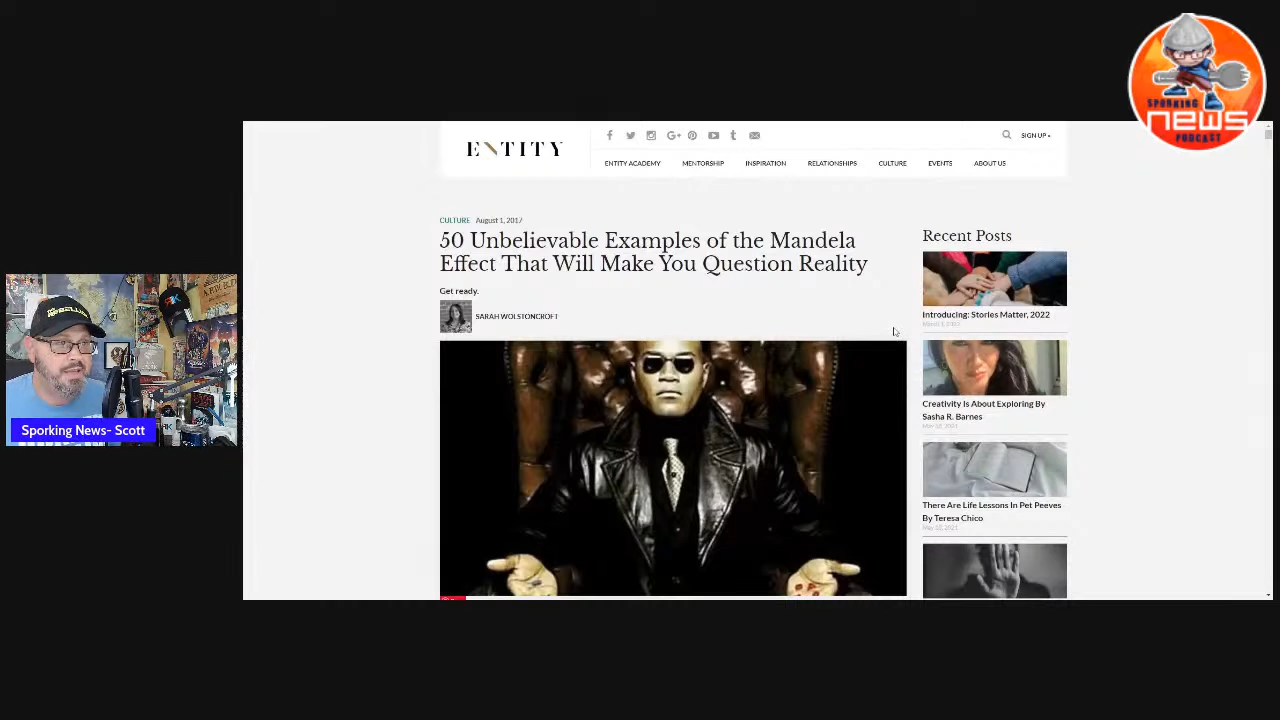 SPORKING
NEWS
PODCAST
ENTITY
SIGN UP
ENTITY ACADEMY MENTORSHIP INSPIRATION RELATIONSHIPS CULTURE EVENTS ABOUT US
CULTURE August 1, 2017
50 Unbelievable Examples of the Mandela
Effect That Will Make You Question Reality
Get ready.
SARAH WOLSTONCROFT
Recent Posts
Introducing: Stories Matter, 2022
Creativity Is About Exploring By
Sasha R. Barnes
There Are Life Lessons In Pet Peeves
By Teresa Chico
Sporking News- Scott